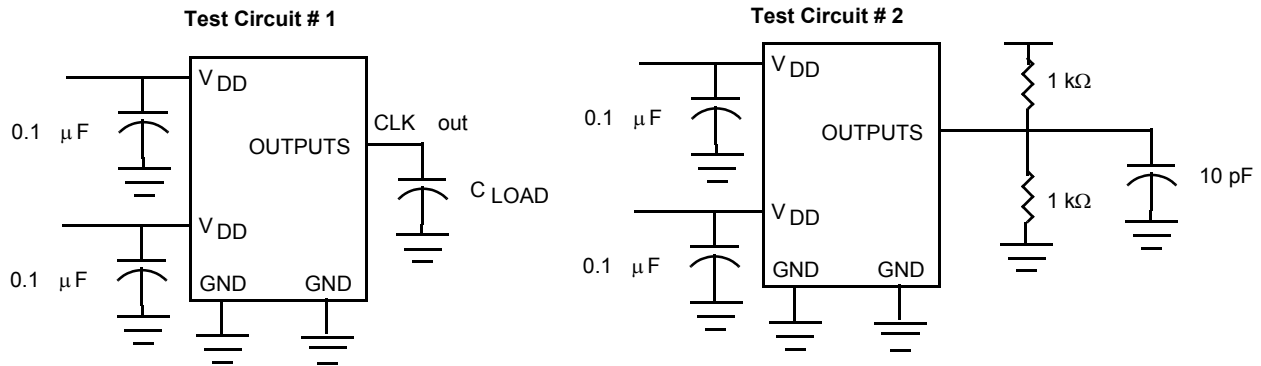 Test Circuit # 1
V DD
0.1 μ F
CLK out
OUTPUTS
C LOAD
V DD
0.1 μ F
GND GND
Test Circuit # 2
V DD
1 kΩ
0.1 μ F
OUTPUTS
10 pF
1 kΩ
V DD
0.1 μ F
GND GND